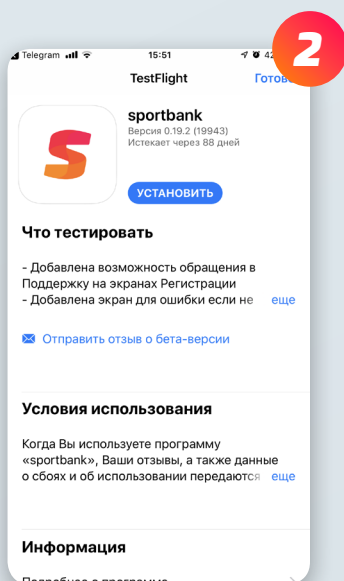 2
Telegram 15:51 42
TestFlight
sportbank
Версия 0.19.2 (19943)
Истекает через 88 дней
УСТАНОВИТЬ
Что тестировать
- Добавлена возможность обращения в
Поддержку на экранах Регистрации
- Добавлена экран для ошибки если не еще
Отправить отзыв о бета-версии
Условия использования
Когда Вы используете программу
«sportbank», Ваши отзывы, а также данные
о сбоях и об использовании передаются еще
Информация